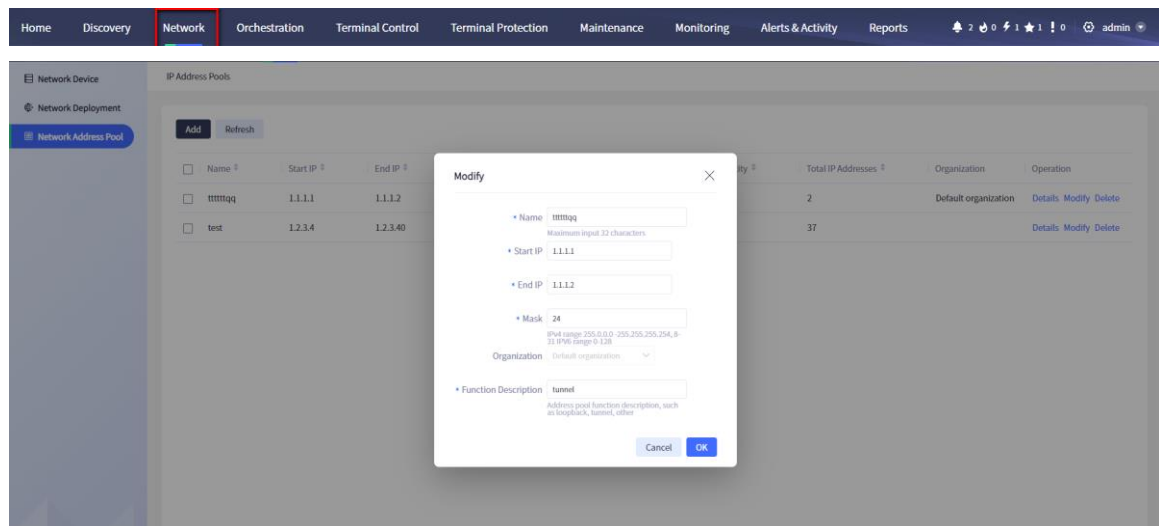 Home Discovery Network Orchestration Terminal Control Terminal Protection Maintenance Monitoring Alerts & Activity Reports 2 0 1 1 0 admin
Network Device
IP Address Pools
Network Deployment
Network Address Pool
Add Refresh
Name Start IP End IP ity Total IP Addresses Organization Operation
ttttttqq 1.1.1.1 1.1.1.2 2 Default organization Details Modify Delete
test 1.2.3.4 1.2.3.40 37 Details Modify Delete
Modify
* Name ttttttqq
Maximum input 32 characters
* Start IP 1.1.1.1
* End IP 1.1.1.2
* Mask 24
IPv4 range 255.0.0.0 -255.255.255.254, 8-
31 IPV6 range 0-128
Organization Default organization
* Function Description tunnel
Address pool function description, such
as loopback, tunnel, other
Cancel OK